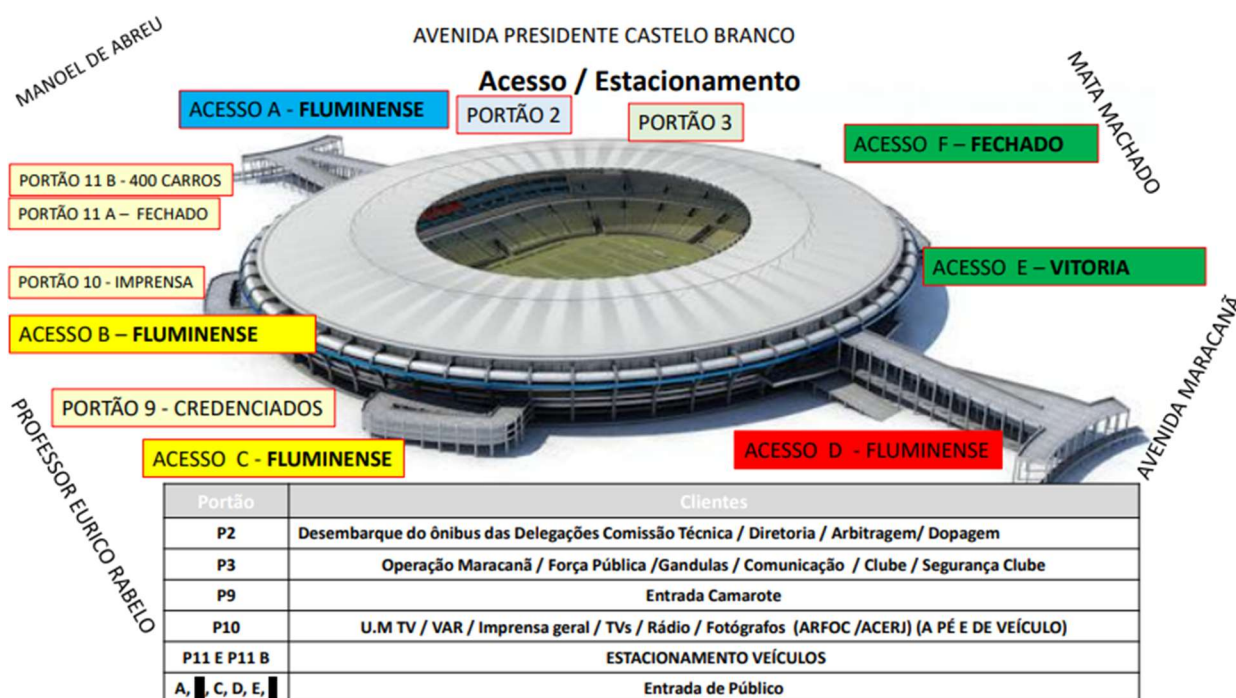 MANOEL DE ABREU
AVENIDA PRESIDENTE CASTELO BRANCO
MATA MACHADO
Acesso / Estacionamento
ACESSO A - FLUMINENSE
PORTÃO 2
PORTÃO 3
ACESSO F – FECHADO
PORTÃO 11 B - 400 CARROS
PORTÃO 11 A – FECHADO
ACESSO E – VITORIA
PORTÃO 10 - IMPRENSA
ACESSO B – FLUMINENSE
AVENIDA MARACANÃ
PORTÃO 9 - CREDENCIADOS
PROFESSOR EURICO RABELO
ACESSO C - FLUMINENSE
ACESSO D - FLUMINENSE
Portão Clientes
P2 Desembarque do ônibus das Delegações Comissão Técnica / Diretoria / Arbitragem/ Dopagem
P3 Operação Maracanã / Força Pública /Gandulas / Comunicação / Clube / Segurança Clube
P9 Entrada Camarote
P10 U.M TV / VAR / Imprensa geral / TVs / Rádio / Fotógrafos (ARFOC /ACERJ) (A PÉ E DE VEÍCULO)
P11 E P11 B ESTACIONAMENTO VEÍCULOS
A, , C, D, E, Entrada de Público